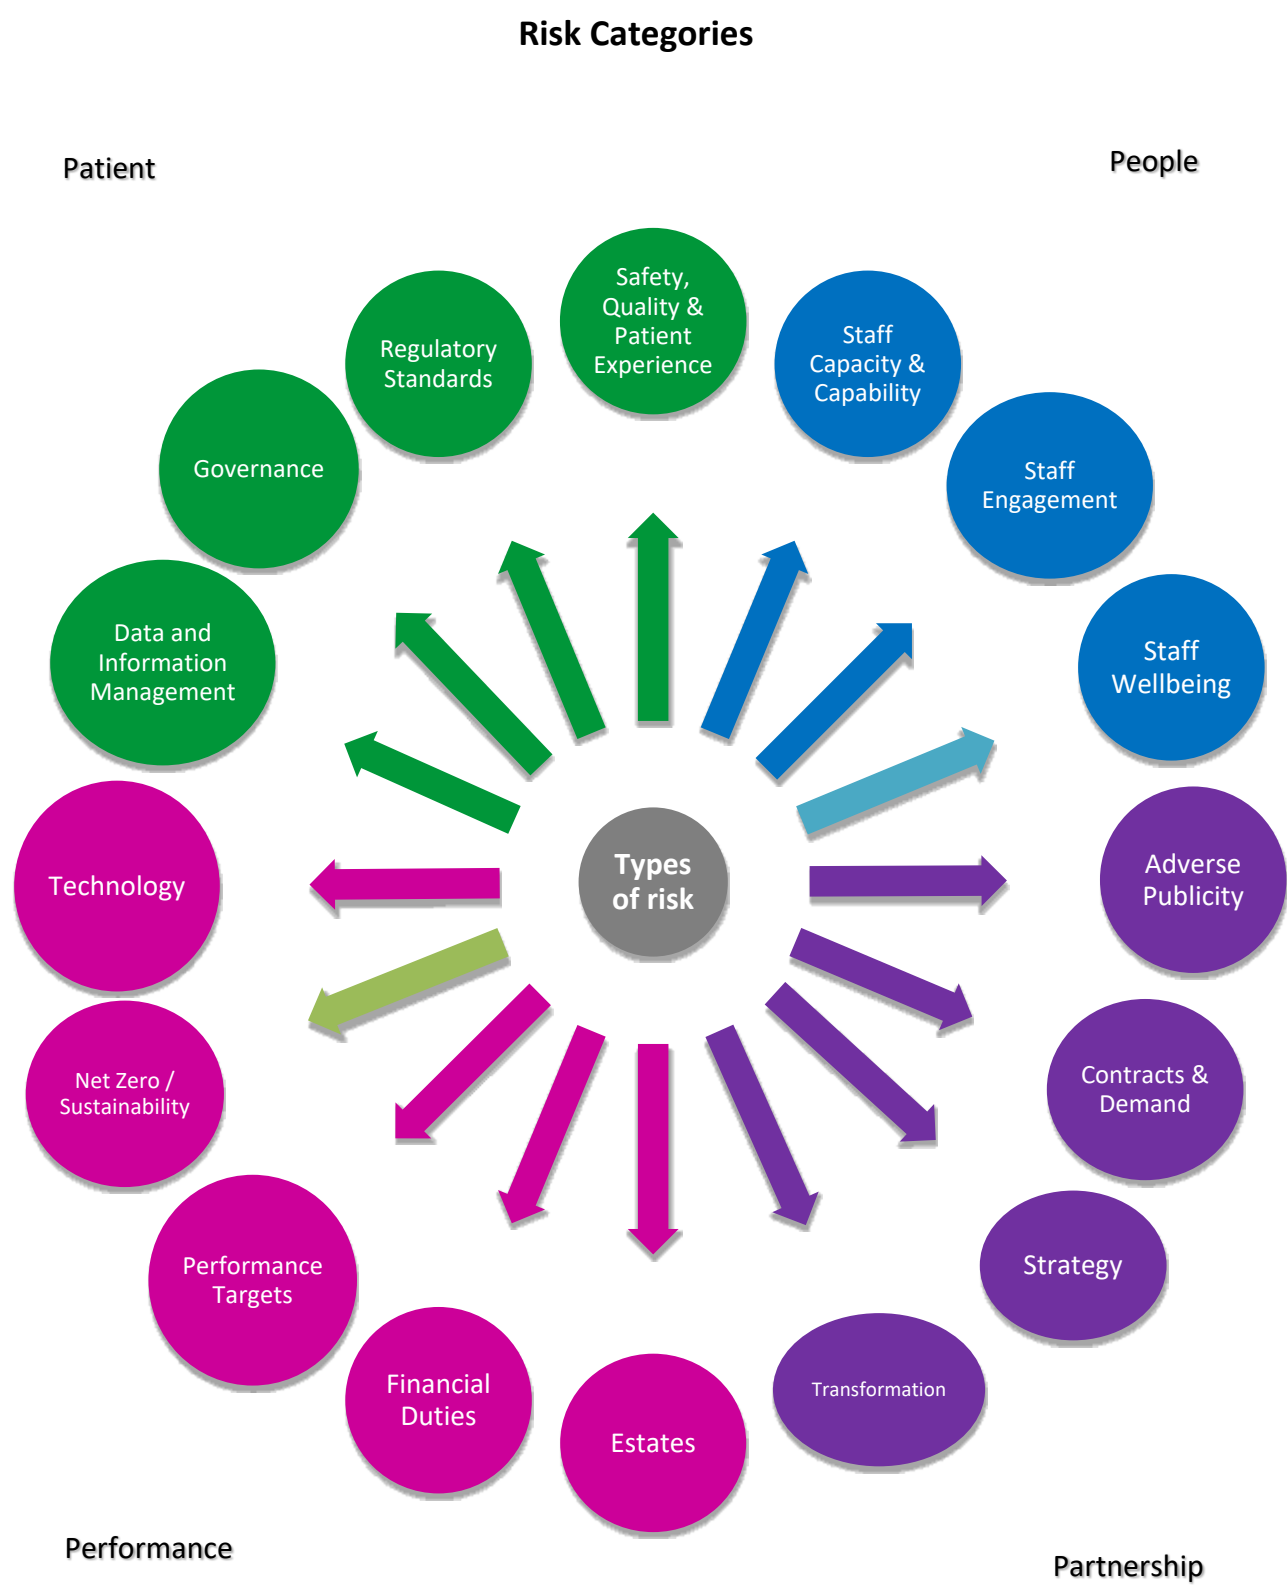 Risk Categories
Patient
People
Safety,
Quality &
Patient
Experience
Staff
Capacity &
Capability
Staff
Engagement
Staff
Wellbeing
Adverse
Publicity
Contracts &
Demand
Strategy
Transformation
Estates
Financial
Duties
Performance
Targets
Net Zero /
Sustainability
Technology
Data and
Information
Management
Governance
Regulatory
Standards
Types
of risk
Performance
Partnership